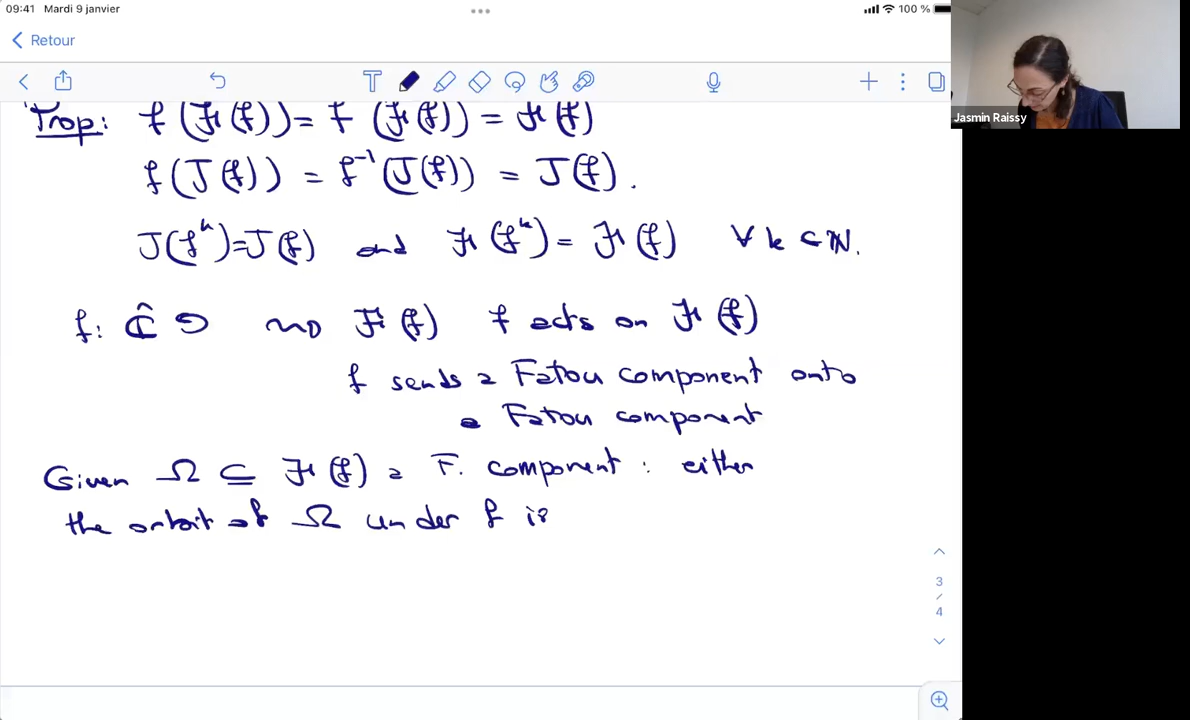 09:41 Mardi 9 janvier
100 %
Retour
Jasmin Raissy
Prop: f(F(f)) = f(F(f)) = F(f)
f(J(f)) = f⁻¹(J(f)) = J(f).
J(fᵏ)=J(f) and F(fᵏ) = F(f) ∀ k ∈ ℕ.
f: Ĉ ↺ ⇝ F(f) f acts on F(f)
f sends a Fatou component onto
a Fatou component
Given Ω ⊆ F(f) a F. component : either
the orbit of Ω under f is
3
/
4